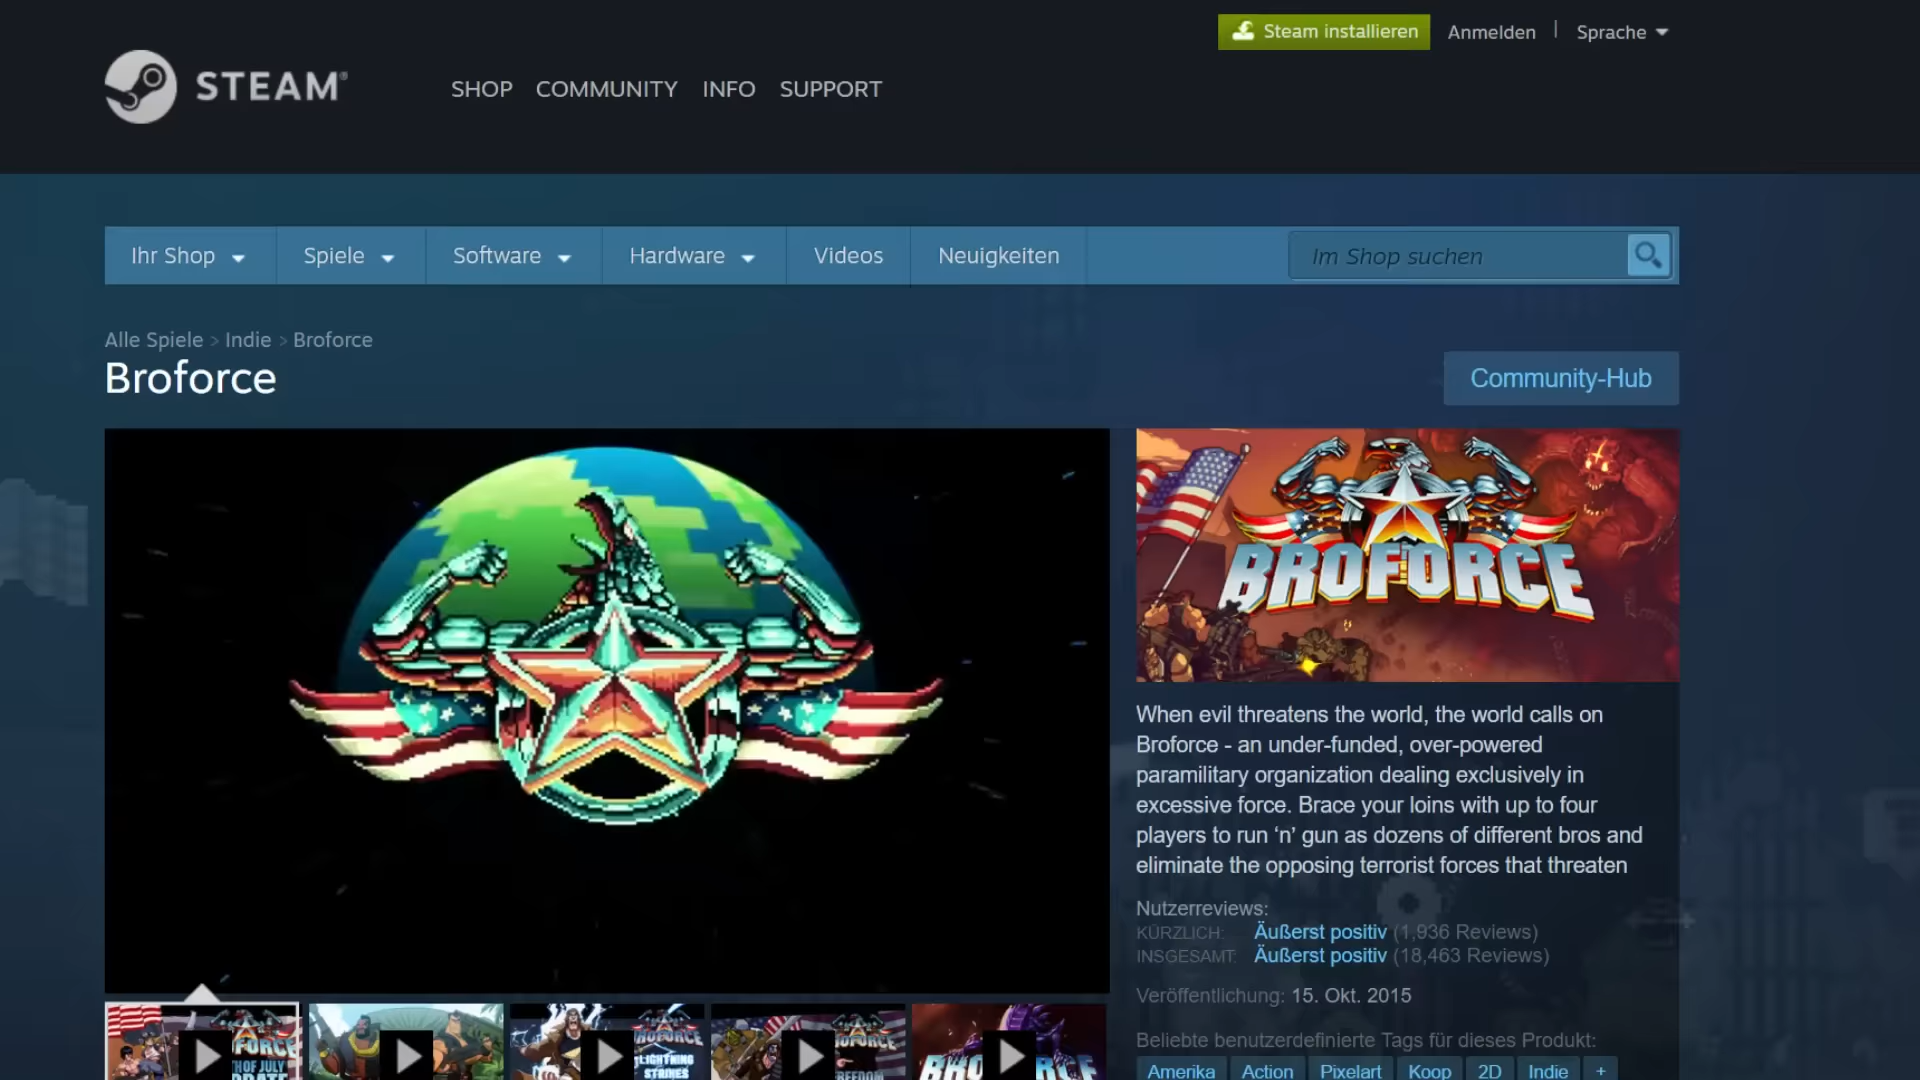 Steam installieren
Anmelden
Sprache
STEAM®
SHOP
COMMUNITY
INFO
SUPPORT
Ihr Shop
Spiele
Software
Hardware
Videos
Neuigkeiten
Im Shop suchen
Alle Spiele > Indie > Broforce
Broforce
Community-Hub
BROFORCE
When evil threatens the world, the world calls on
Broforce - an under-funded, over-powered
paramilitary organization dealing exclusively in
excessive force. Brace your loins with up to four
players to run ‘n’ gun as dozens of different bros and
eliminate the opposing terrorist forces that threaten
Nutzerreviews:
KÜRZLICH: Äußerst positiv (1,936 Reviews)
INSGESAMT: Äußerst positiv (18,463 Reviews)
Veröffentlichung: 15. Okt. 2015
Beliebte benutzerdefinierte Tags für dieses Produkt:
Amerika
Action
Pixelart
Koop
2D
Indie
+
LIGHTNING
STRIKES